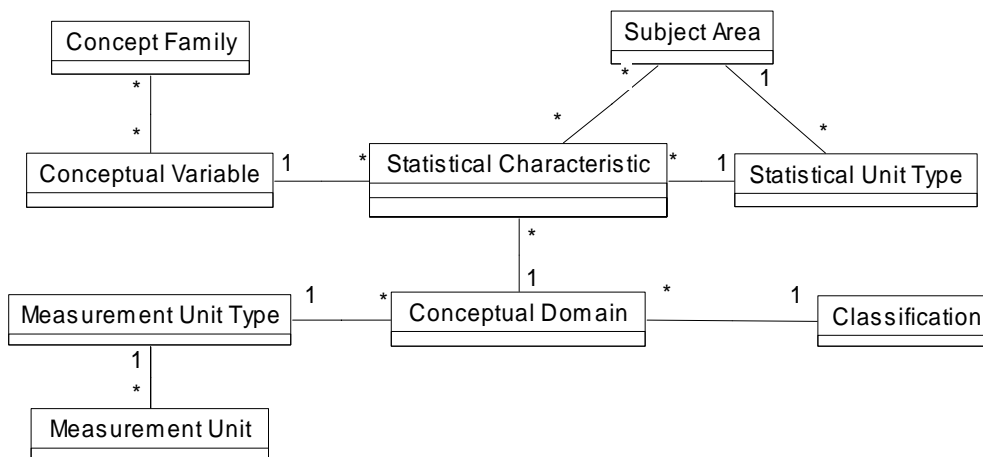 Concept Family
Subject Area
*
*
1
*
*
*
Conceptual Variable
1
*
Statistical Characteristic
*
1
Statistical Unit Type
*
1
Measurement Unit Type
1
*
Conceptual Domain
*
1
Classification
1
*
Measurement Unit